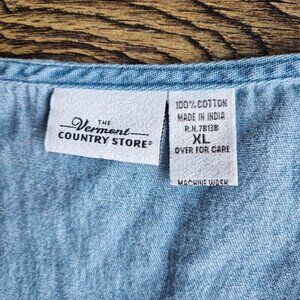 THE
Vermont
COUNTRY STORE®
100% COTTON
MADE IN INDIA
R.N. 78138
XL
OVER FOR CARE
MACHINE WASH